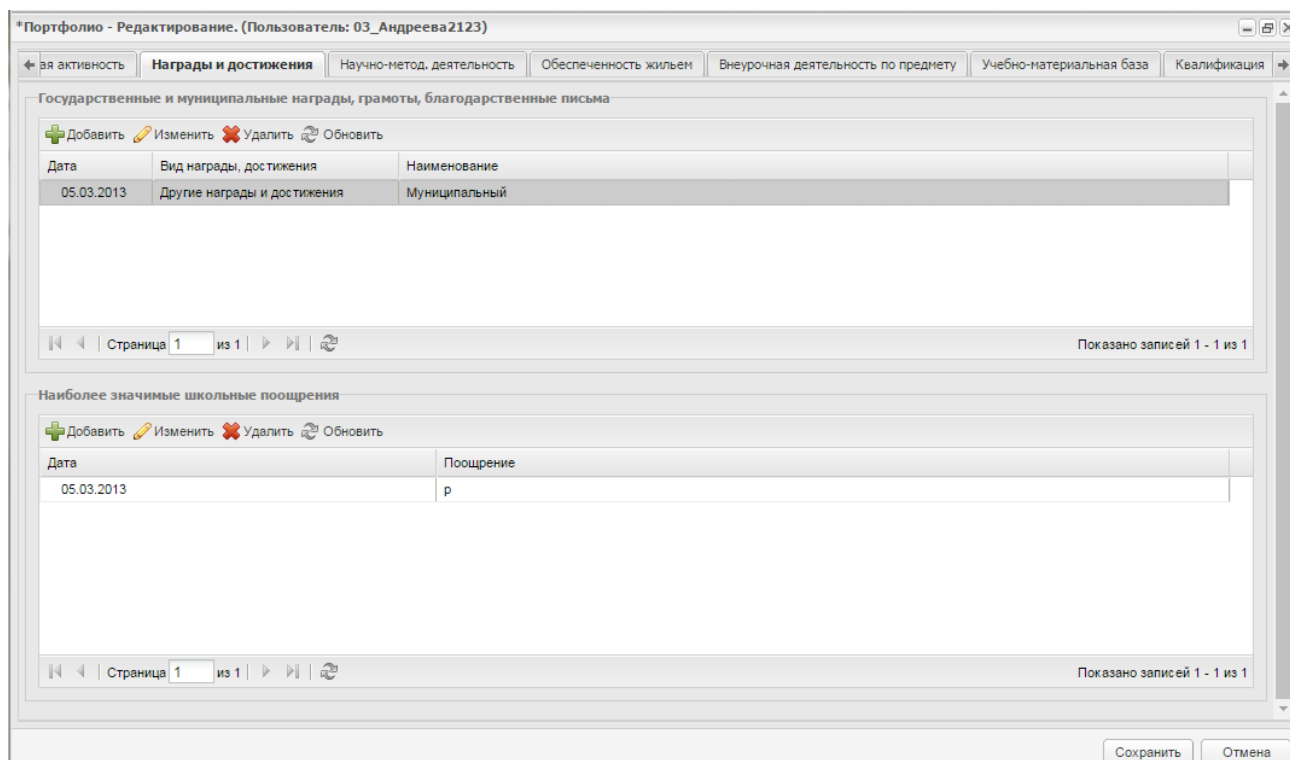 *Портфолио - Редактирование. (Пользователь: 03_Андреева2123)
ая активность Награды и достижения Научно-метод. деятельность Обеспеченность жильем Внеурочная деятельность по предмету Учебно-материальная база Квалификация
Государственные и муниципальные награды, грамоты, благодарственные письма
Добавить Изменить Удалить Обновить
Дата Вид награды, достижения Наименование
05.03.2013 Другие награды и достижения Муниципальный
Страница 1 из 1 Показано записей 1 - 1 из 1
Наиболее значимые школьные поощрения
Добавить Изменить Удалить Обновить
Дата Поощрение
05.03.2013 р
Страница 1 из 1 Показано записей 1 - 1 из 1
Сохранить Отмена